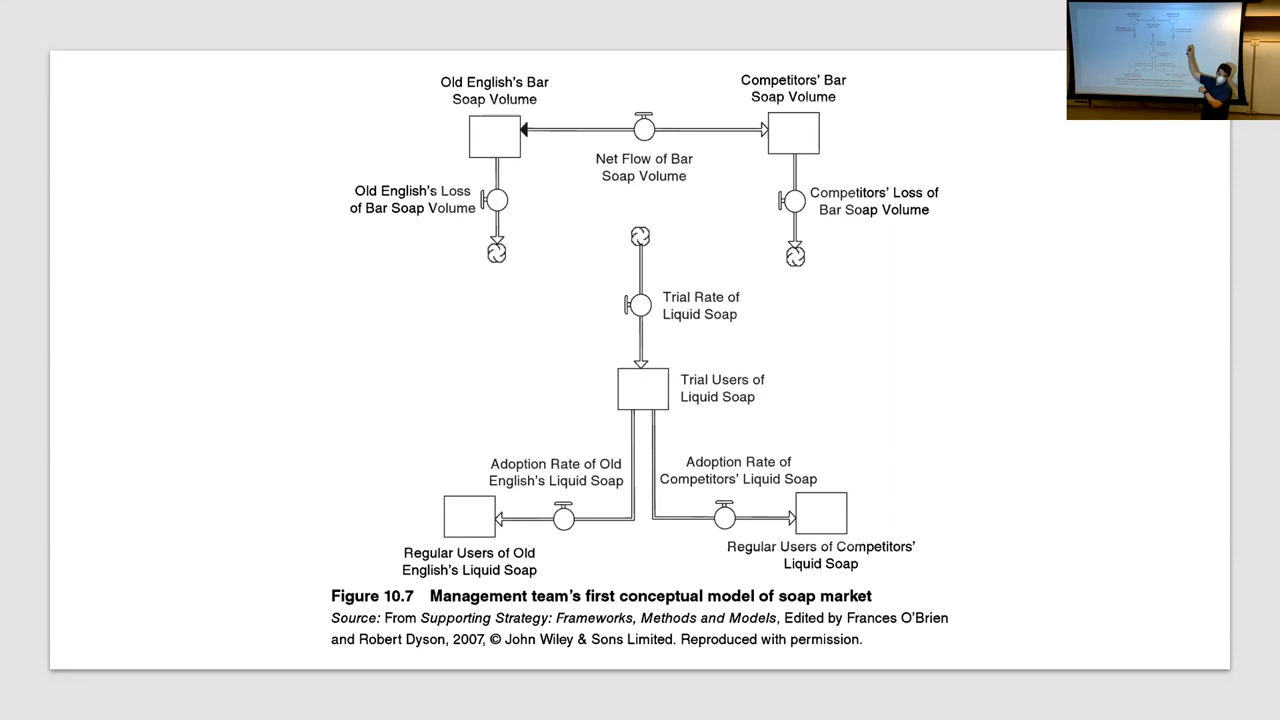 Old English's Bar
Soap Volume
Competitors' Bar
Soap Volume
Net Flow of Bar
Soap Volume
Old English's Loss
of Bar Soap Volume
Competitors' Loss of
Bar Soap Volume
Trial Rate of
Liquid Soap
Trial Users of
Liquid Soap
Adoption Rate of Old
English's Liquid Soap
Adoption Rate of
Competitors' Liquid Soap
Regular Users of Old
English's Liquid Soap
Regular Users of Competitors'
Liquid Soap
Figure 10.7 Management team's first conceptual model of soap market
Source: From Supporting Strategy: Frameworks, Methods and Models, Edited by Frances O'Brien
and Robert Dyson, 2007, © John Wiley & Sons Limited. Reproduced with permission.